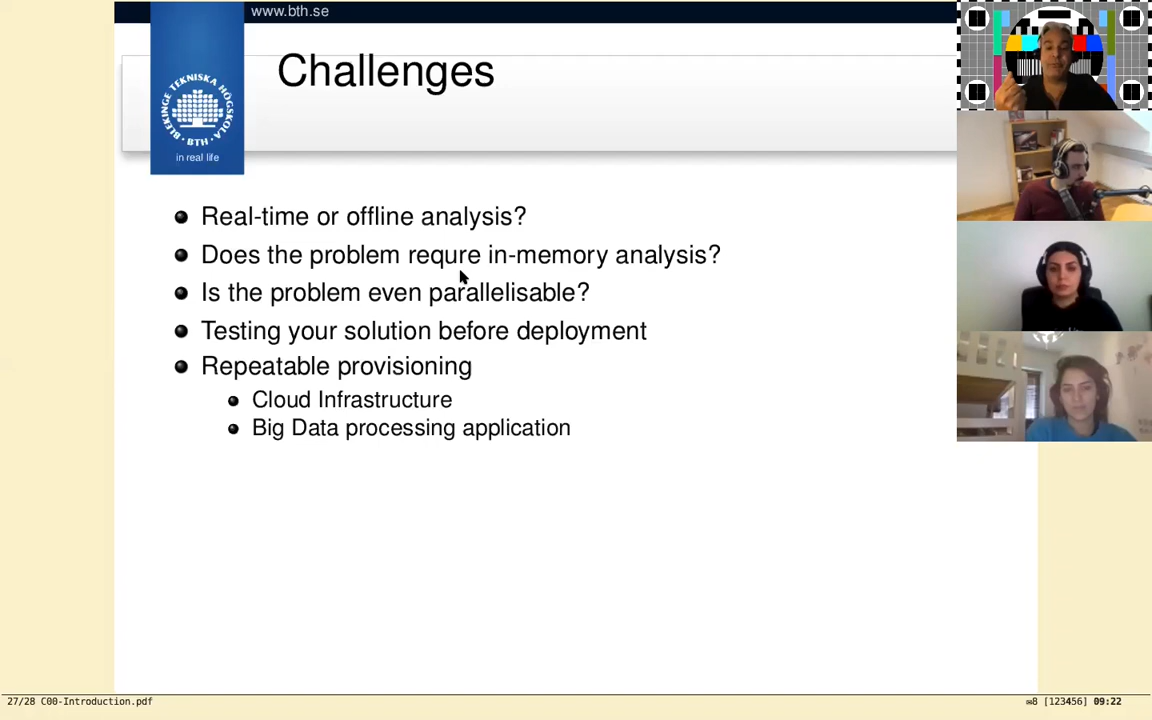 www.bth.se
Challenges
BLEKINGE TEKNISKA HÖGSKOLA
BTH
in real life
Real-time or offline analysis?
Does the problem requre in-memory analysis?
Is the problem even parallelisable?
Testing your solution before deployment
Repeatable provisioning
Cloud Infrastructure
Big Data processing application
27/28 C00-Introduction.pdf
✉8 [123456] 09:22